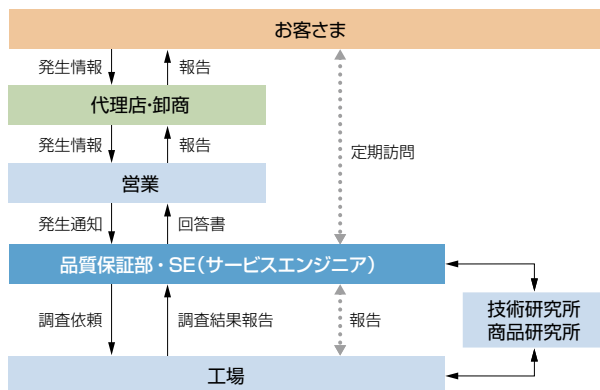 お客さま
発生情報
報告
代理店・卸商
発生情報
報告
定期訪問
営業
発生通知
回答書
品質保証部・SE（サービスエンジニア）
調査依頼
調査結果報告
報告
技術研究所
商品研究所
工場